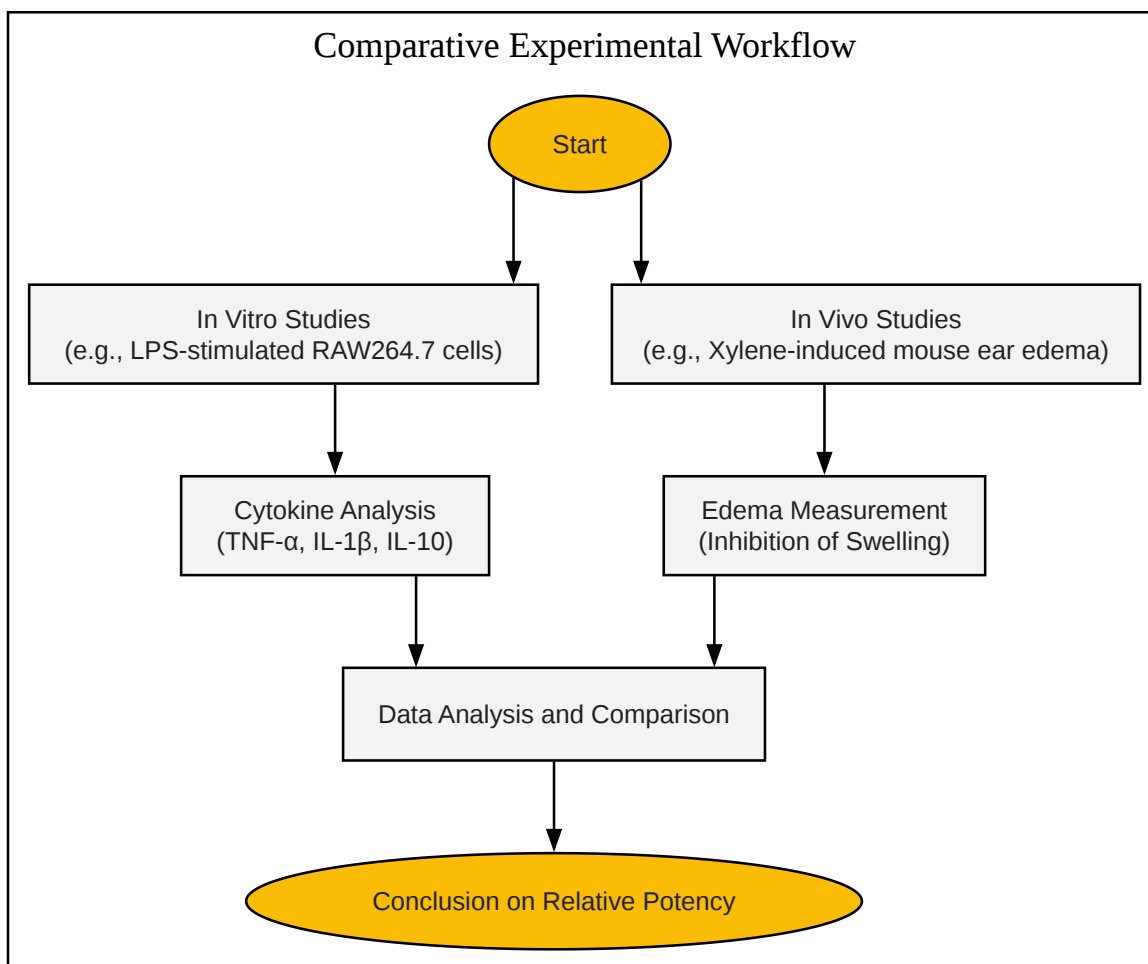 Comparative Experimental Workflow
Start
In Vitro Studies
(e.g., LPS-stimulated RAW264.7 cells)
In Vivo Studies
(e.g., Xylene-induced mouse ear edema)
Cytokine Analysis
(TNF-α, IL-1β, IL-10)
Edema Measurement
(Inhibition of Swelling)
Data Analysis and Comparison
Conclusion on Relative Potency